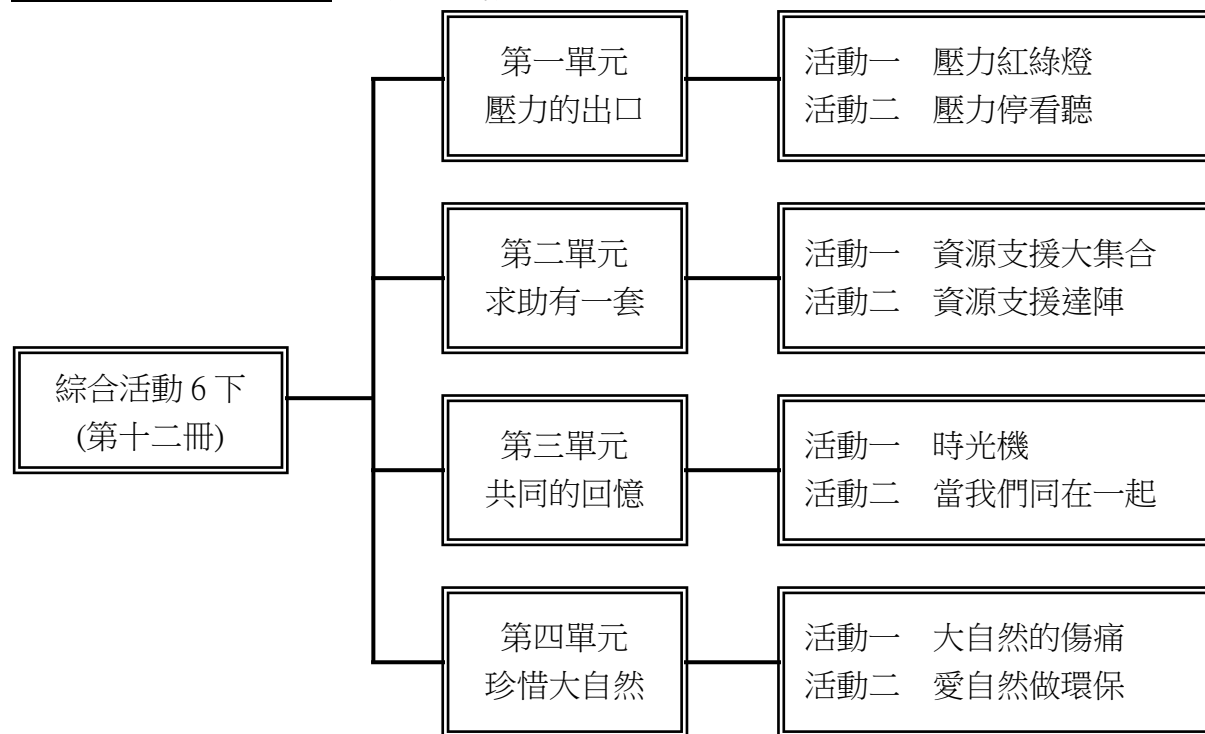 第一單元
壓力的出口
活動一　壓力紅綠燈
活動二　壓力停看聽
第二單元
求助有一套
活動一　資源支援大集合
活動二　資源支援達陣
綜合活動 6 下
(第十二冊)
第三單元
共同的回憶
活動一　時光機
活動二　當我們同在一起
第四單元
珍惜大自然
活動一　大自然的傷痛
活動二　愛自然做環保